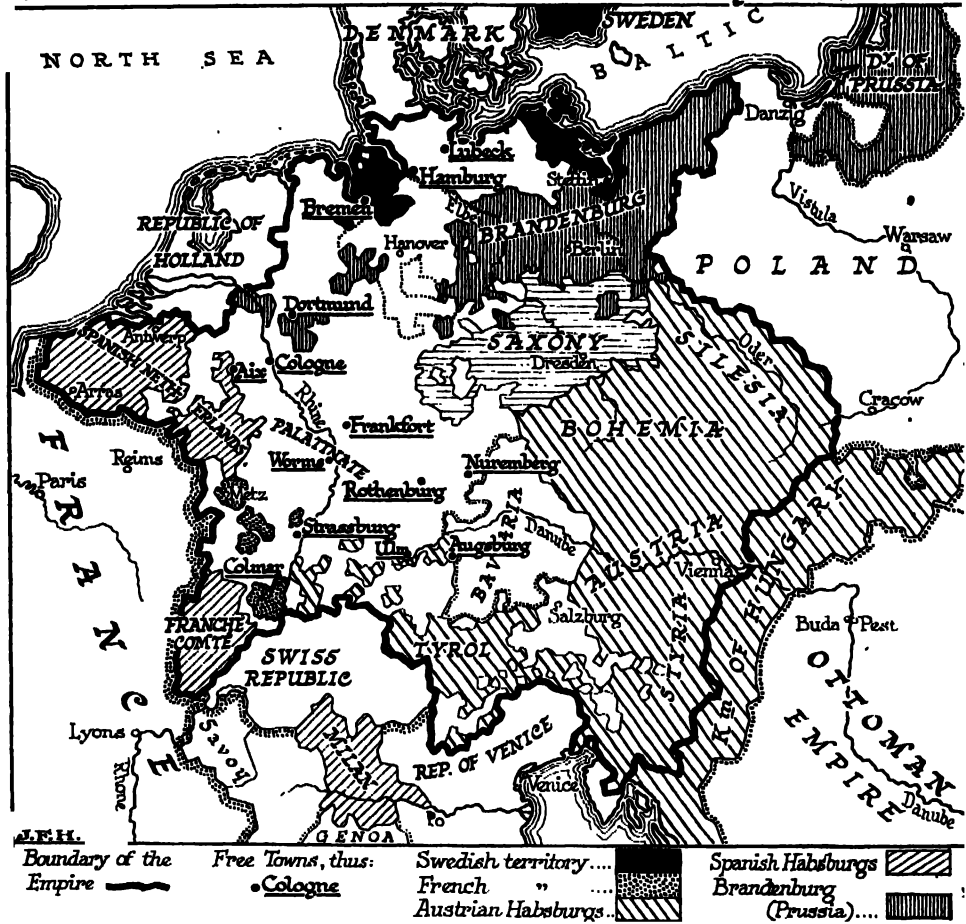 NORTH SEA
DENMARK
SWEDEN
BALTIC
Dy. OF
PRUSSIA
Danzig
Lubeck
Hamburg
Stettin
Bremen
Elbe
BRANDENBURG
Berlin
Vistula
Warsaw
REPUBLIC OF
HOLLAND
Hanover
POLAND
Dortmund
SPANISH NETHERLANDS
Antwerp
SAXONY
Dresden
SILESIA
Oder
Aix
Cologne
Arras
Cracow
Rhine
Frankfort
BOHEMIA
PALATINATE
Reims
Worms
Nuremberg
Paris
Metz
Rothenburg
FRANCE
Strassburg
Ulm
Augsburg
Danube
BAVARIA
AUSTRIA
Vienna
Km OF HUNGARY
Colmar
Salzburg
STYRIA
FRANCHE
COMTÉ
TYROL
Buda
Pest
SWISS
REPUBLIC
OTTOMAN
EMPIRE
Lyons
Savoy
MILAN
REP. OF VENICE
Rhone
Venice
Po
Danube
GENOA
J.F.H.
Boundary of the
Empire
Free Towns, thus:
Cologne
Swedish territory....
French " ....
Austrian Habsburgs..
Spanish Habsburgs
Brandenburg
(Prussia)....